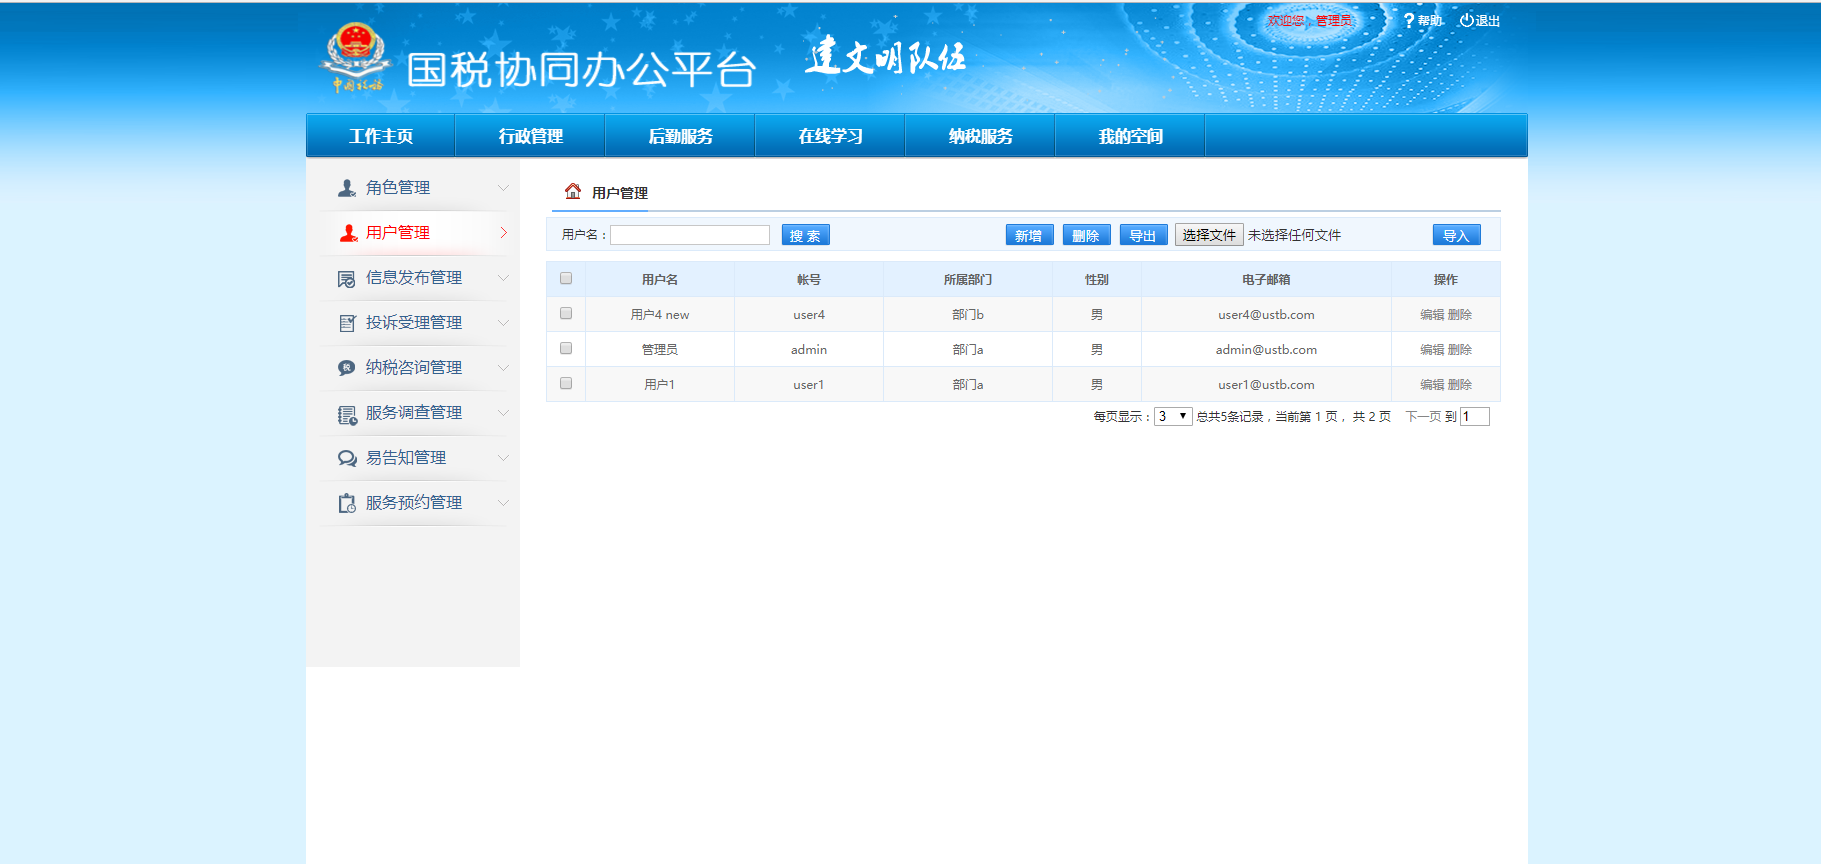 欢迎您，管理员 ?帮助 退出
中国税务
国税协同办公平台
建文明队伍
工作主页 行政管理 后勤服务 在线学习 纳税服务 我的空间
角色管理
用户管理
信息发布管理
投诉受理管理
税 纳税咨询管理
服务调查管理
易告知管理
服务预约管理
用户管理
用户名： 搜 索 新增 删除 导出 选择文件 未选择任何文件 导入
用户名 帐号 所属部门 性别 电子邮箱 操作
用户4 new user4 部门b 男 user4@ustb.com 编辑 删除
管理员 admin 部门a 男 admin@ustb.com 编辑 删除
用户1 user1 部门a 男 user1@ustb.com 编辑 删除
每页显示：3 总共5条记录，当前第 1 页， 共 2 页 下一页 到 1